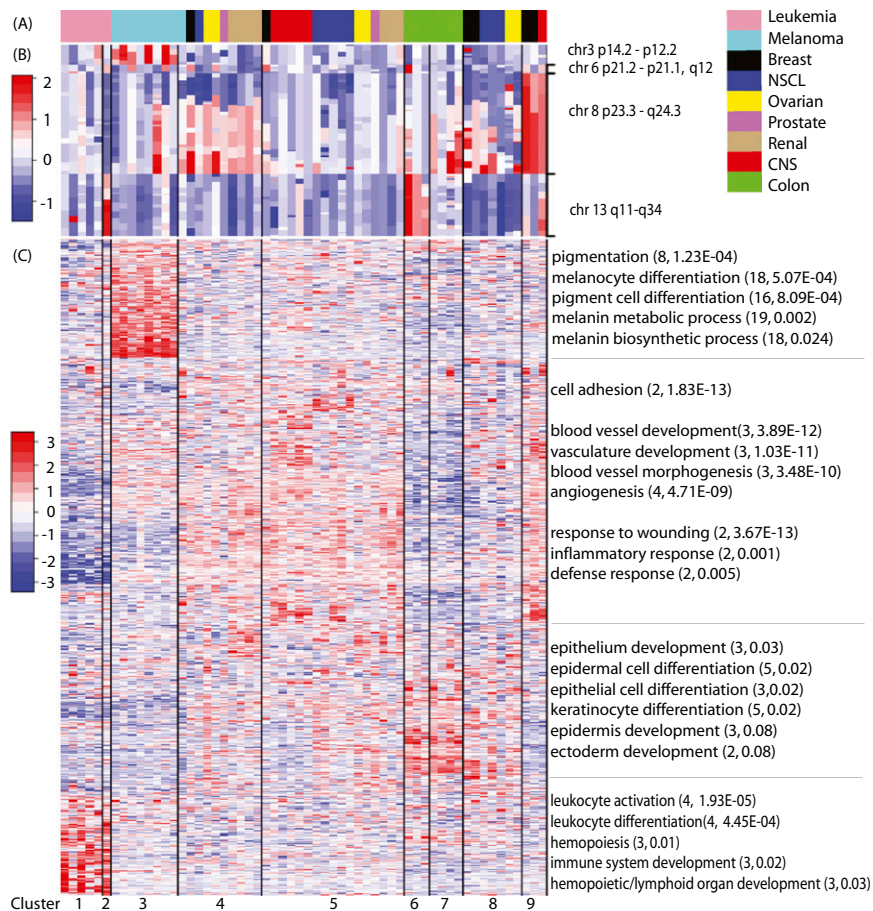 (A)
Leukemia
Melanoma
Breast
NSCL
Ovarian
Prostate
Renal
CNS
Colon
(B)
2
1
0
-1
chr3 p14.2 - p12.2
chr 6 p21.2 - p21.1, q12
chr 8 p23.3 - q24.3
chr 13 q11-q34
(C)
3
2
1
0
-1
-2
-3
pigmentation (8, 1.23E-04)
melanocyte differentiation (18, 5.07E-04)
pigment cell differentiation (16, 8.09E-04)
melanin metabolic process (19, 0.002)
melanin biosynthetic process (18, 0.024)
cell adhesion (2, 1.83E-13)
blood vessel development(3, 3.89E-12)
vasculature development (3, 1.03E-11)
blood vessel morphogenesis (3, 3.48E-10)
angiogenesis (4, 4.71E-09)
response to wounding (2, 3.67E-13)
inflammatory response (2, 0.001)
defense response (2, 0.005)
epithelium development (3, 0.03)
epidermal cell differentiation (5, 0.02)
epithelial cell differentiation (3,0.02)
keratinocyte differentiation (5, 0.02)
epidermis development (3, 0.08)
ectoderm development (2, 0.08)
leukocyte activation (4, 1.93E-05)
leukocyte differentiation(4, 4.45E-04)
hemopoiesis (3, 0.01)
immune system development (3, 0.02)
hemopoietic/lymphoid organ development (3, 0.03)
Cluster 1 2 3 4 5 6 7 8 9